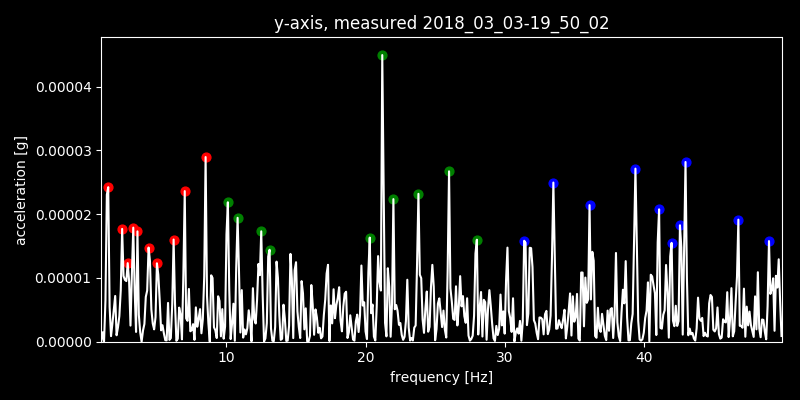 y-axis, measured 2018_03_03-19_50_02
acceleration [g]
0.00004
0.00003
0.00002
0.00001
0.00000
10 20 30 40
frequency [Hz]